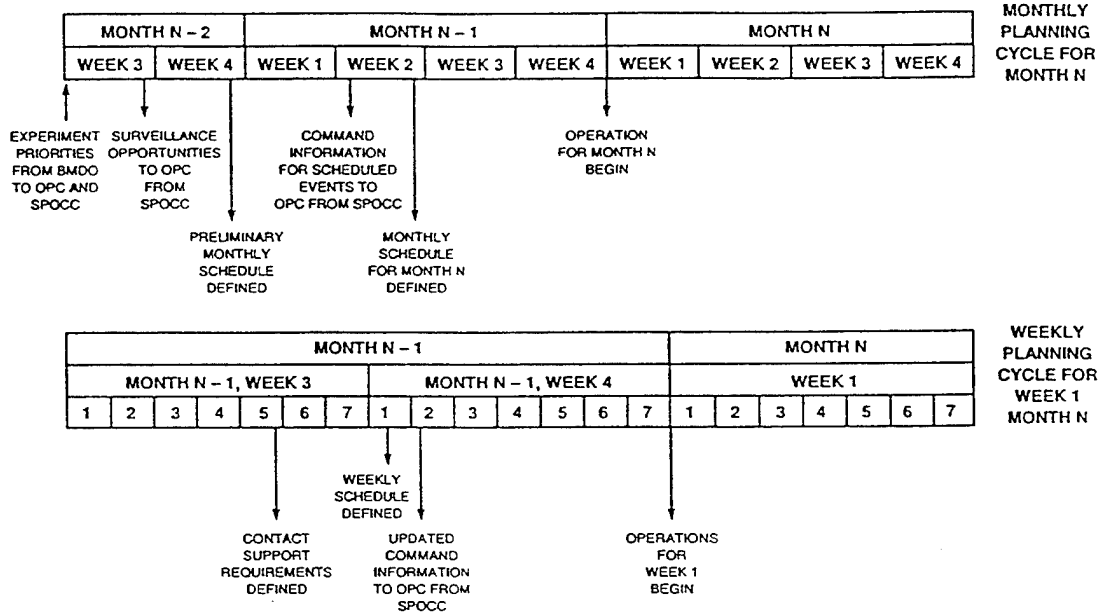 MONTH N – 2
MONTH N – 1
MONTH N
MONTHLY
PLANNING
CYCLE FOR
MONTH N
WEEK 3
WEEK 4
WEEK 1
WEEK 2
WEEK 3
WEEK 4
WEEK 1
WEEK 2
WEEK 3
WEEK 4
EXPERIMENT
PRIORITIES
FROM BMDO
TO OPC AND
SPOCC
SURVEILLANCE
OPPORTUNITIES
TO OPC
FROM
SPOCC
COMMAND
INFORMATION
FOR SCHEDULED
EVENTS TO
OPC FROM SPOCC
OPERATION
FOR MONTH N
BEGIN
PRELIMINARY
MONTHLY
SCHEDULE
DEFINED
MONTHLY
SCHEDULE
FOR MONTH N
DEFINED
MONTH N – 1
MONTH N
WEEKLY
PLANNING
CYCLE FOR
WEEK 1
MONTH N
MONTH N – 1, WEEK 3
MONTH N – 1, WEEK 4
WEEK 1
1 2 3 4 5 6 7 1 2 3 4 5 6 7 1 2 3 4 5 6 7
WEEKLY
SCHEDULE
DEFINED
CONTACT
SUPPORT
REQUIREMENTS
DEFINED
UPDATED
COMMAND
INFORMATION
TO OPC FROM
SPOCC
OPERATIONS
FOR
WEEK 1
BEGIN